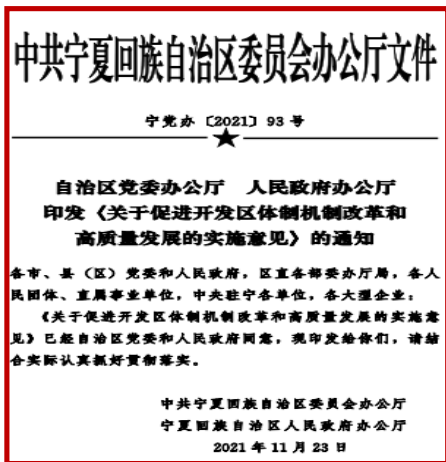 中共宁夏回族自治区委员会办公厅文件
宁党办〔2021〕93 号
自治区党委办公厅 人民政府办公厅
印发《关于促进开发区体制机制改革和
高质量发展的实施意见》的通知
各市、县（区）党委和人民政府，区直各部委办厅局，各人
民团体、直属事业单位，中央驻宁各单位，各大型企业：
《关于促进开发区体制机制改革和高质量发展的实施意
见》已经自治区党委和人民政府同意，现印发给你们，请结
合实际认真抓好贯彻落实。
中共宁夏回族自治区委员会办公厅
宁夏回族自治区人民政府办公厅
2021 年 11 月 23 日